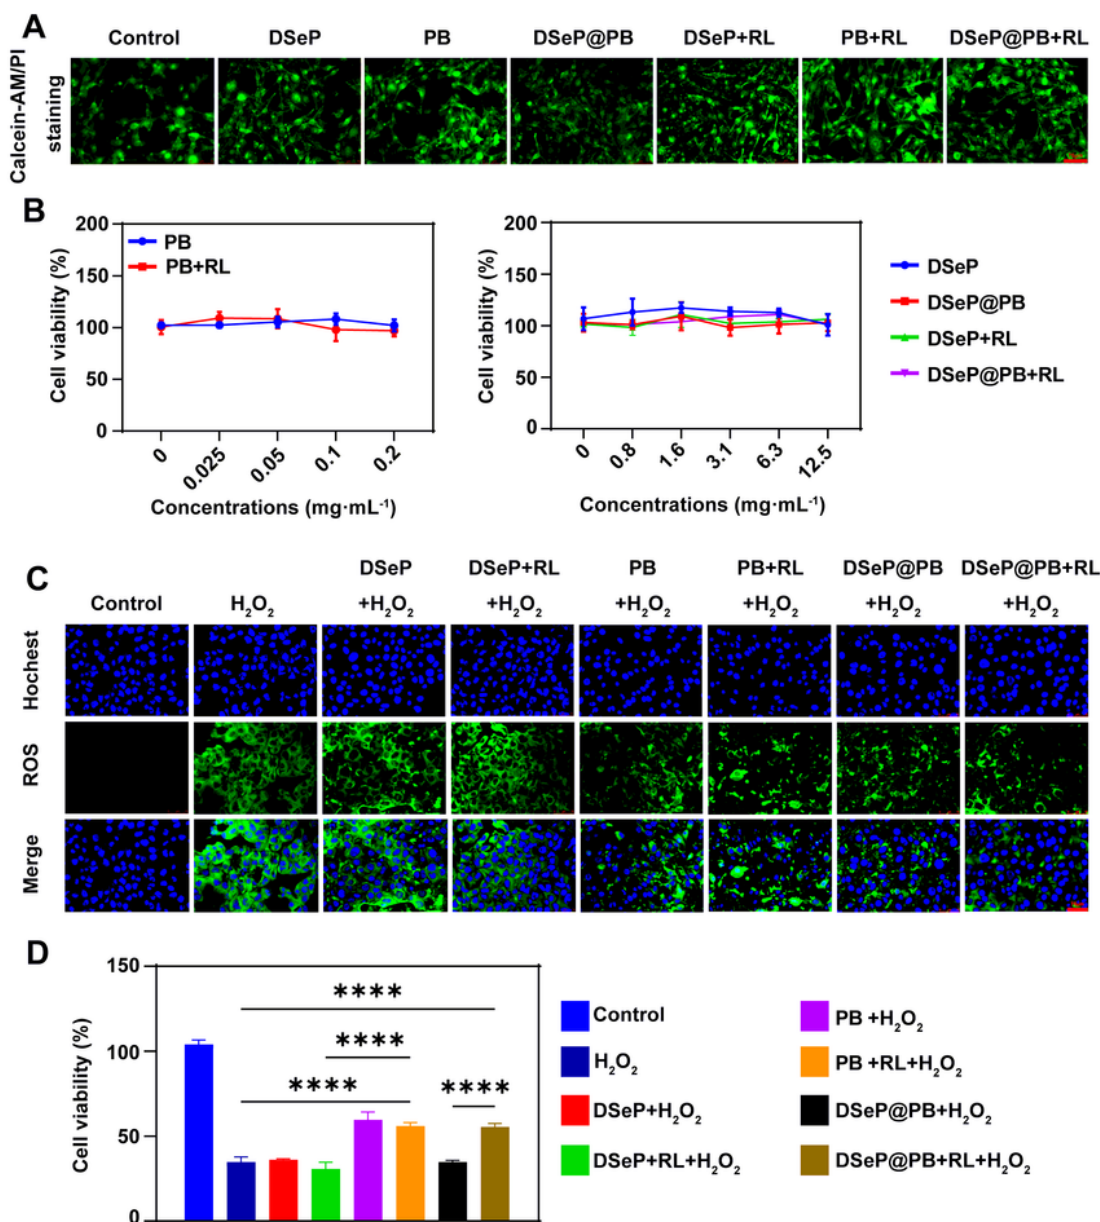 A
Control DSeP PB DSeP@PB DSeP+RL PB+RL DSeP@PB+RL
Calcein-AM/PI
staining
B
200
150
100
50
0
Cell viability (%)
PB
PB+RL
0 0.025 0.05 0.1 0.2
Concentrations (mg·mL⁻¹)
200
150
100
50
0
Cell viability (%)
0 0.8 1.6 3.1 6.3 12.5
Concentrations (mg·mL⁻¹)
DSeP
DSeP@PB
DSeP+RL
DSeP@PB+RL
C
DSeP DSeP+RL PB PB+RL DSeP@PB DSeP@PB+RL
Control H₂O₂ +H₂O₂ +H₂O₂ +H₂O₂ +H₂O₂ +H₂O₂ +H₂O₂
Hochest
ROS
Merge
D
150
100
50
0
Cell viability (%)
****
****
****
****
Control
H₂O₂
DSeP+H₂O₂
DSeP+RL+H₂O₂
PB +H₂O₂
PB +RL+H₂O₂
DSeP@PB+H₂O₂
DSeP@PB+RL+H₂O₂